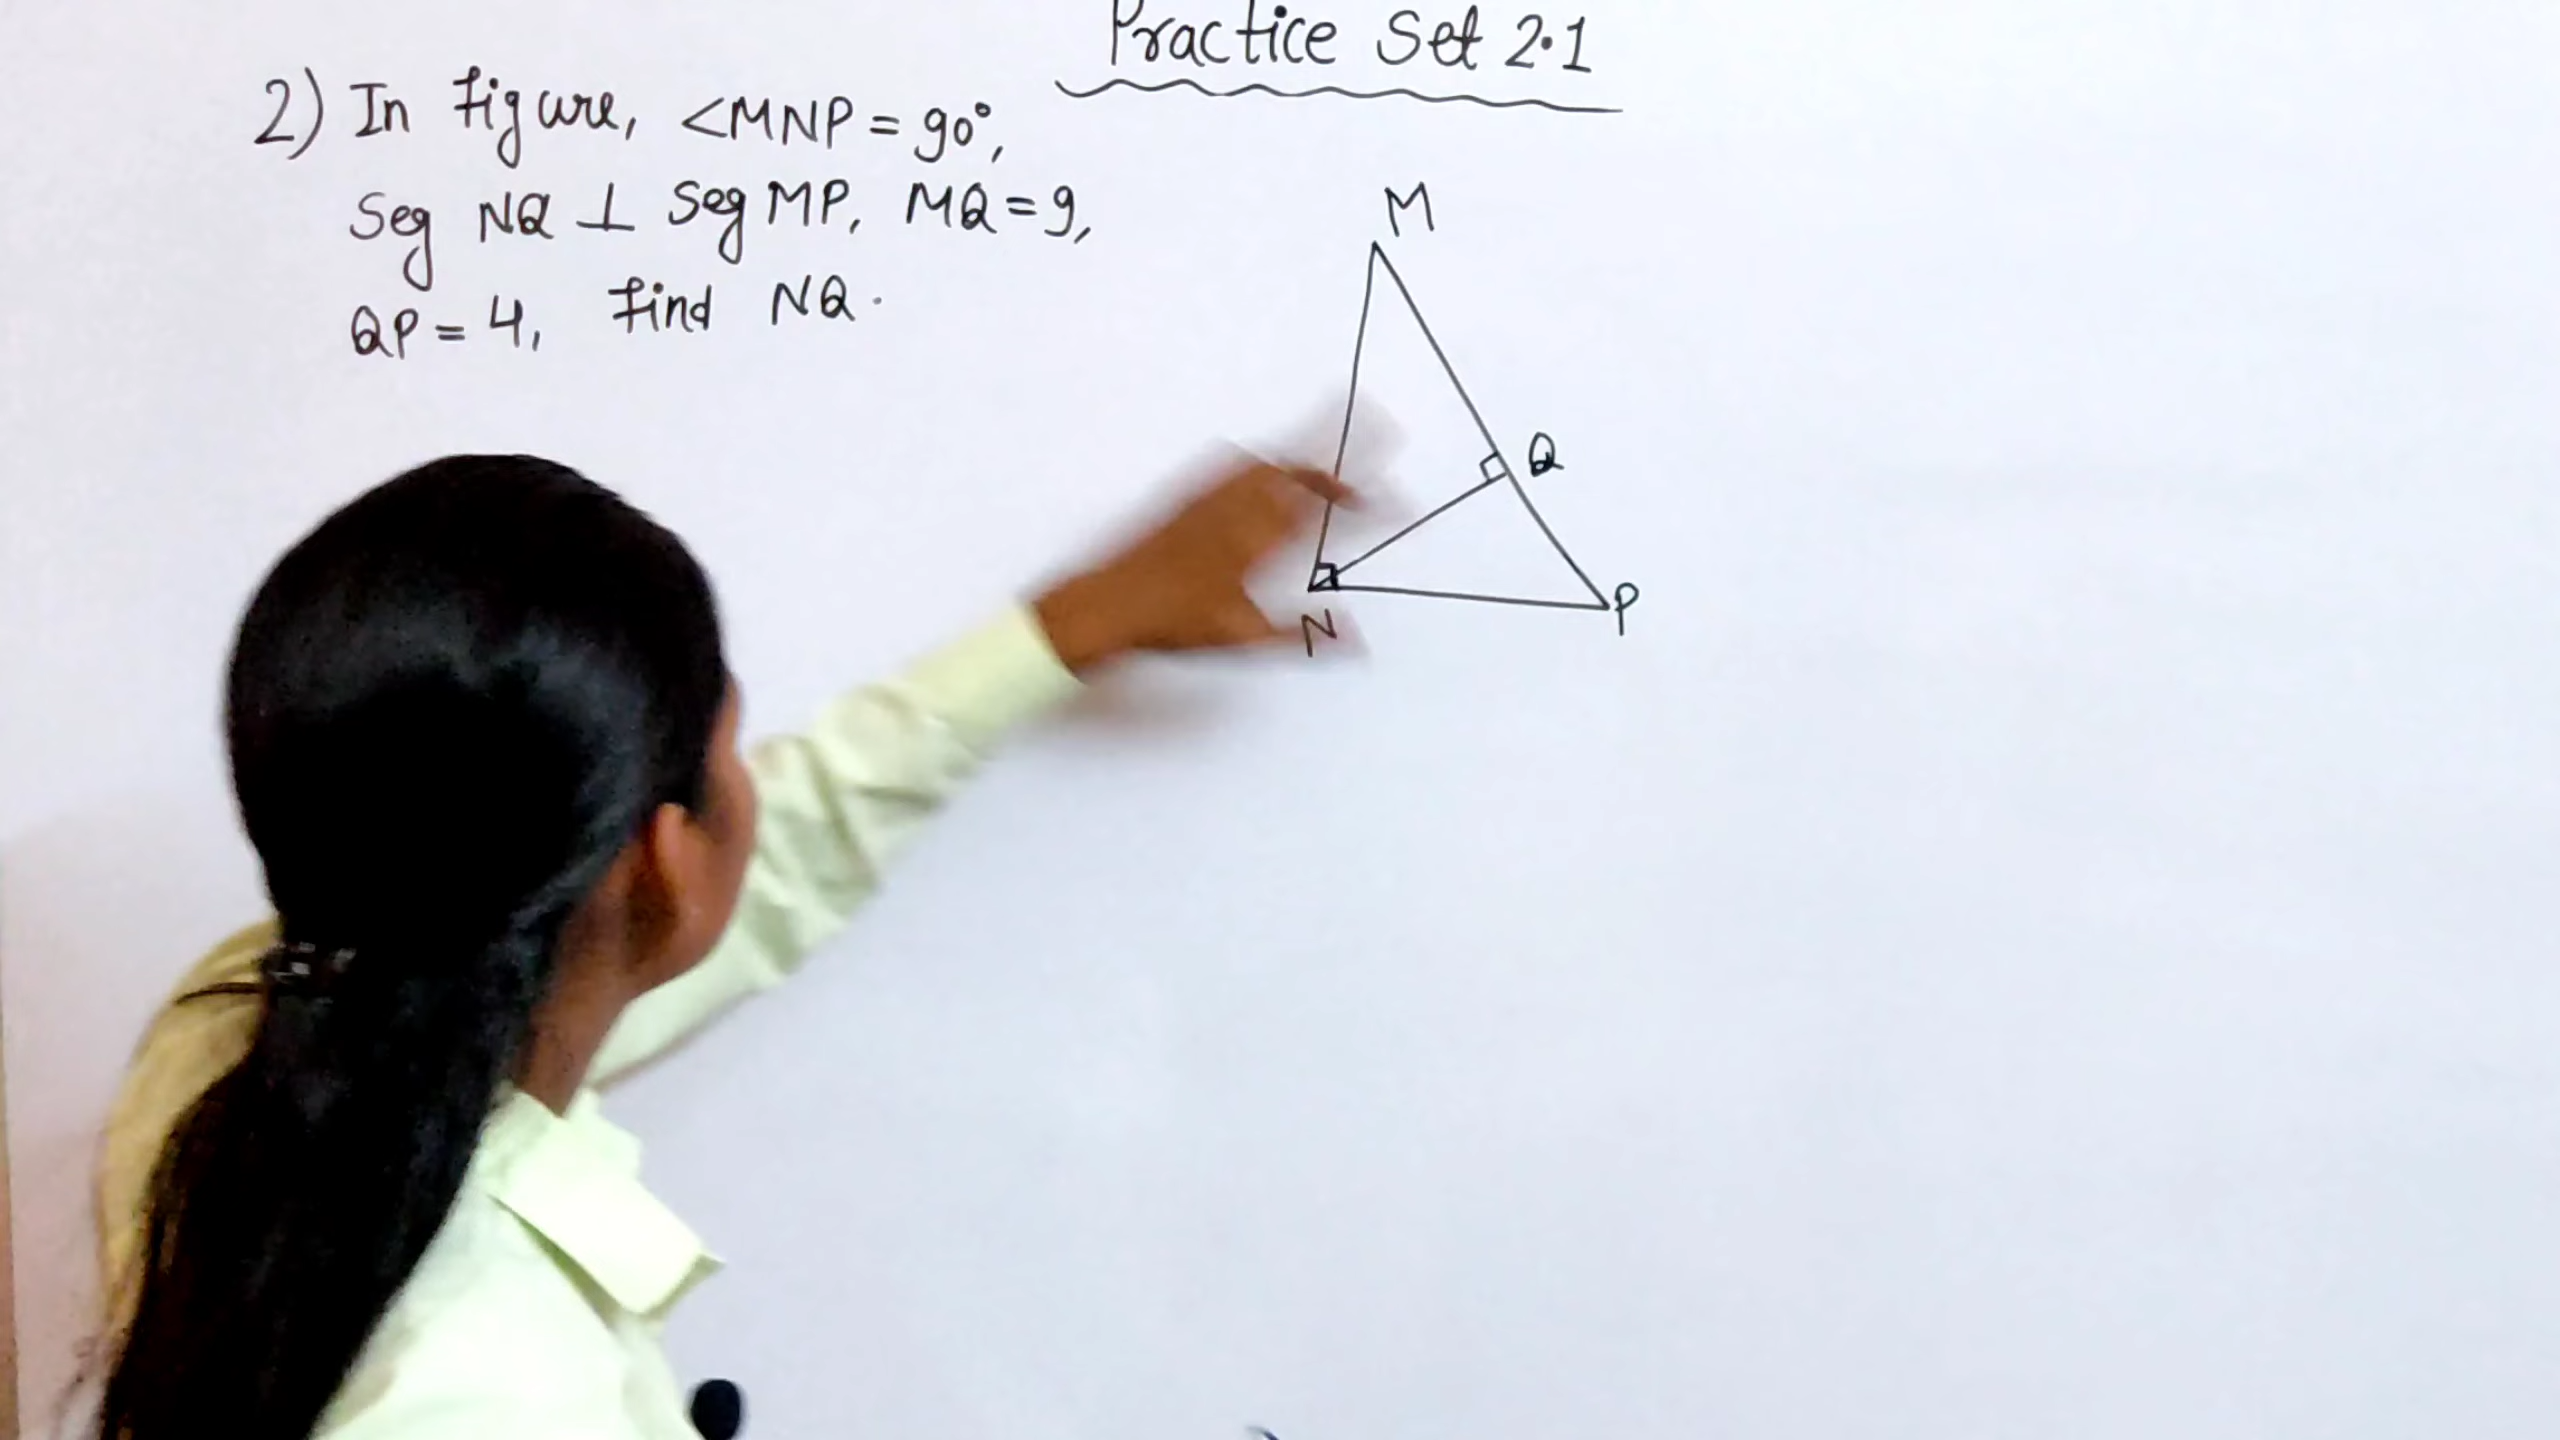 Practice Set 2.1
2) In figure, <MNP = 90°,
Seg NQ ⊥ Seg MP, MQ = 9,
QP = 4, find NQ.
M
Q
N
P